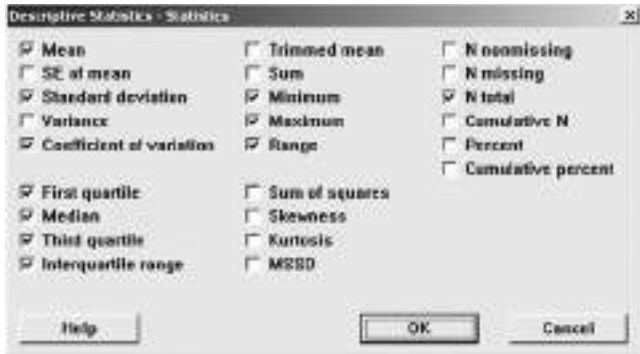 Descriptive Statistics - Statistics
Mean
SE of mean
Standard deviation
Variance
Coefficient of variation
First quartile
Median
Third quartile
Interquartile range
Trimmed mean
Sum
Minimum
Maximum
Range
Sum of squares
Skewness
Kurtosis
MSSD
N nonmissing
N missing
N total
Cumulative N
Percent
Cumulative percent
Help
OK
Cancel